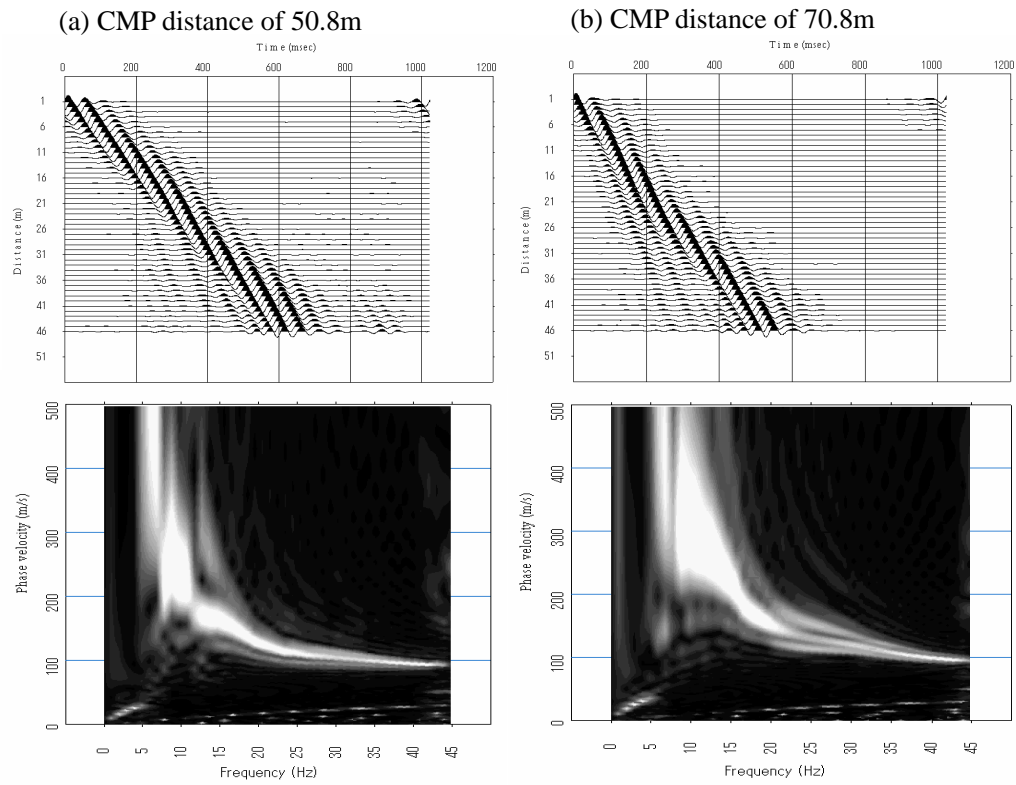 (a) CMP distance of 50.8m
(b) CMP distance of 70.8m
Time (msec)
0 200 400 600 800 1000 1200
Distance (m)
1
6
11
16
21
26
31
36
41
46
51
Time (msec)
0 200 400 600 800 1000 1200
Distance (m)
1
6
11
16
21
26
31
36
41
46
51
Phase velocity (m/s)
500
400
300
200
100
0
0 5 10 15 20 25 30 35 40 45
Frequency (Hz)
Phase velocity (m/s)
500
400
300
200
100
0
0 5 10 15 20 25 30 35 40 45
Frequency (Hz)